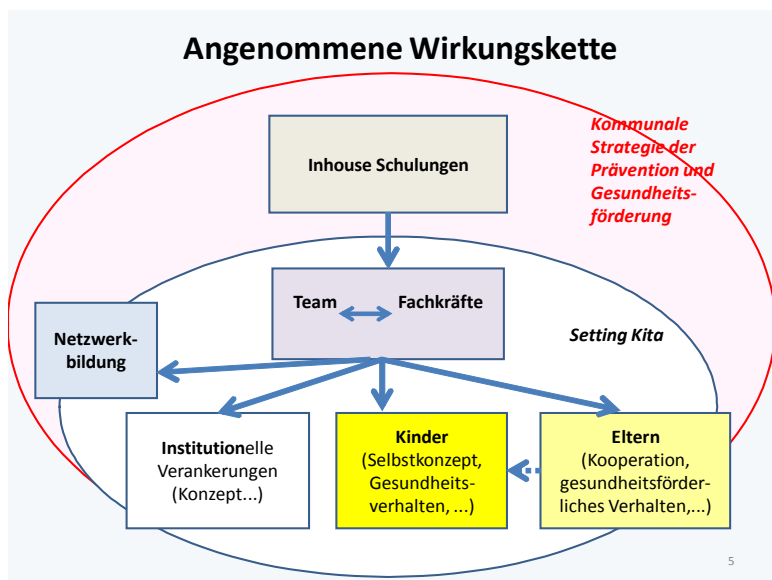 Angenommene Wirkungskette
Kommunale
Strategie der
Prävention und
Gesundheits-
förderung
Inhouse Schulungen
Team Fachkräfte
Netzwerk-
bildung
Setting Kita
Institutionelle
Verankerungen
(Konzept...)
Kinder
(Selbstkonzept,
Gesundheits-
verhalten, ...)
Eltern
(Kooperation,
gesundheitsförder-
liches Verhalten,...)
5